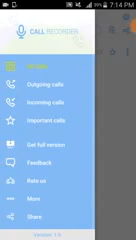 7:14 PM
CALL RECORDER
All calls
Outgoing calls
Incoming calls
Important calls
Get full version
Feedback
Rate us
More
Share
Version: 1.9